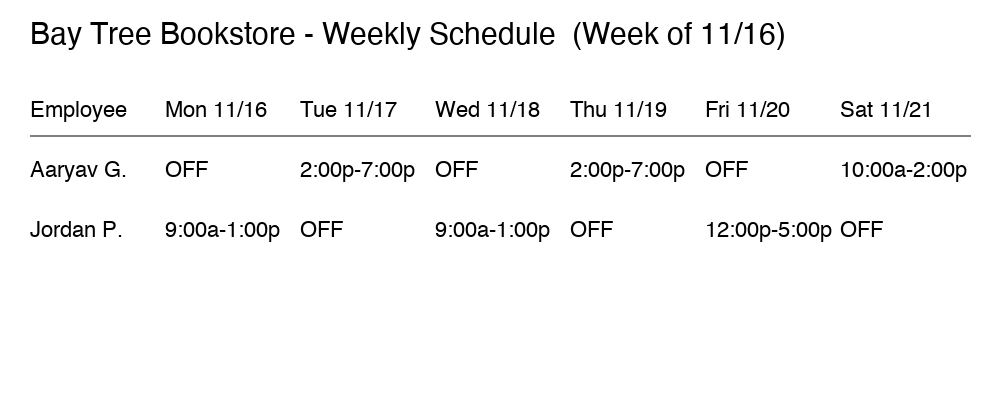 Bay Tree Bookstore - Weekly Schedule  (Week of 11/16)
Employee Mon 11/16 Tue 11/17 Wed 11/18 Thu 11/19 Fri 11/20 Sat 11/21
Aaryav G. OFF 2:00p-7:00p OFF 2:00p-7:00p OFF 10:00a-2:00p
Jordan P. 9:00a-1:00p OFF 9:00a-1:00p OFF 12:00p-5:00p OFF